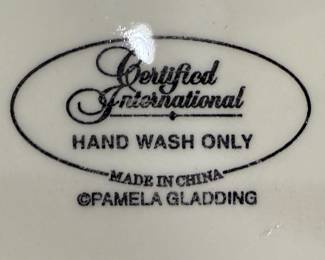 Certified
International
HAND WASH ONLY
MADE IN CHINA
©PAMELA GLADDING